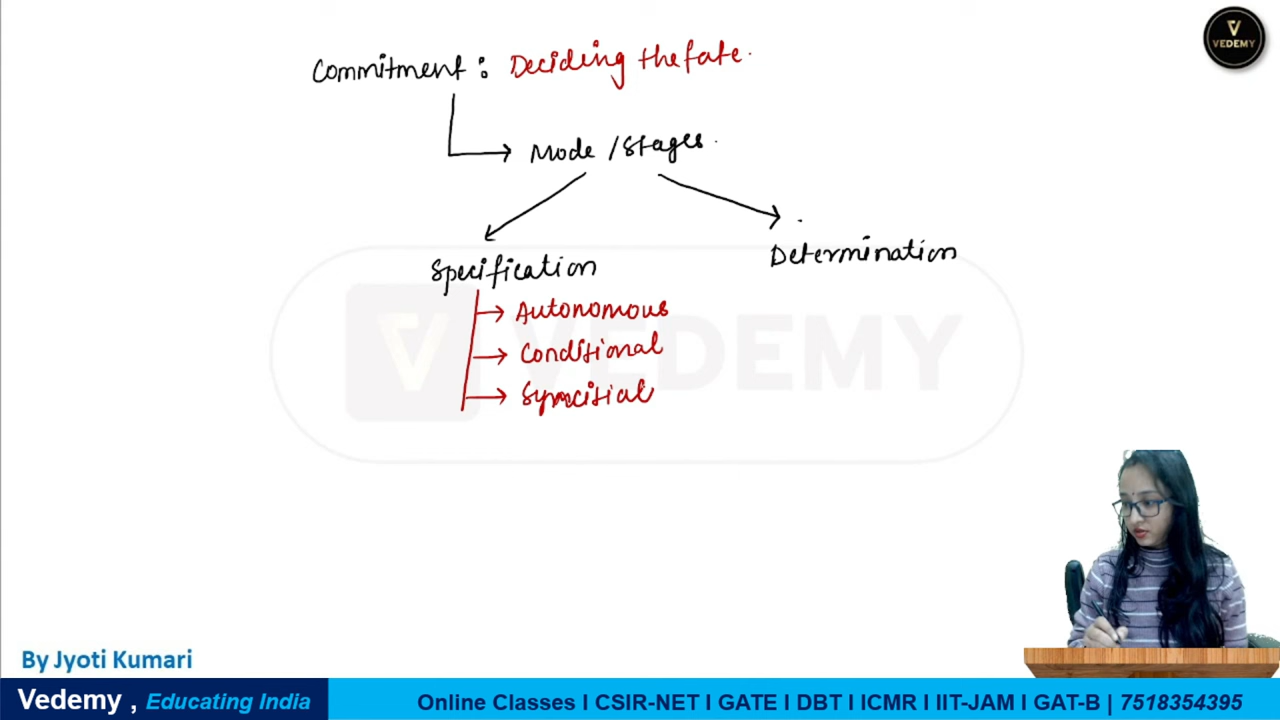 VEDEMY
Commitment : Deciding the fate.
Mode / Stages.
Specification
Determination
Autonomous
Conditional
Syncitial
VEDEMY
By Jyoti Kumari
Vedemy , Educating India
Online Classes I CSIR-NET I GATE I DBT I ICMR I IIT-JAM I GAT-B | 7518354395